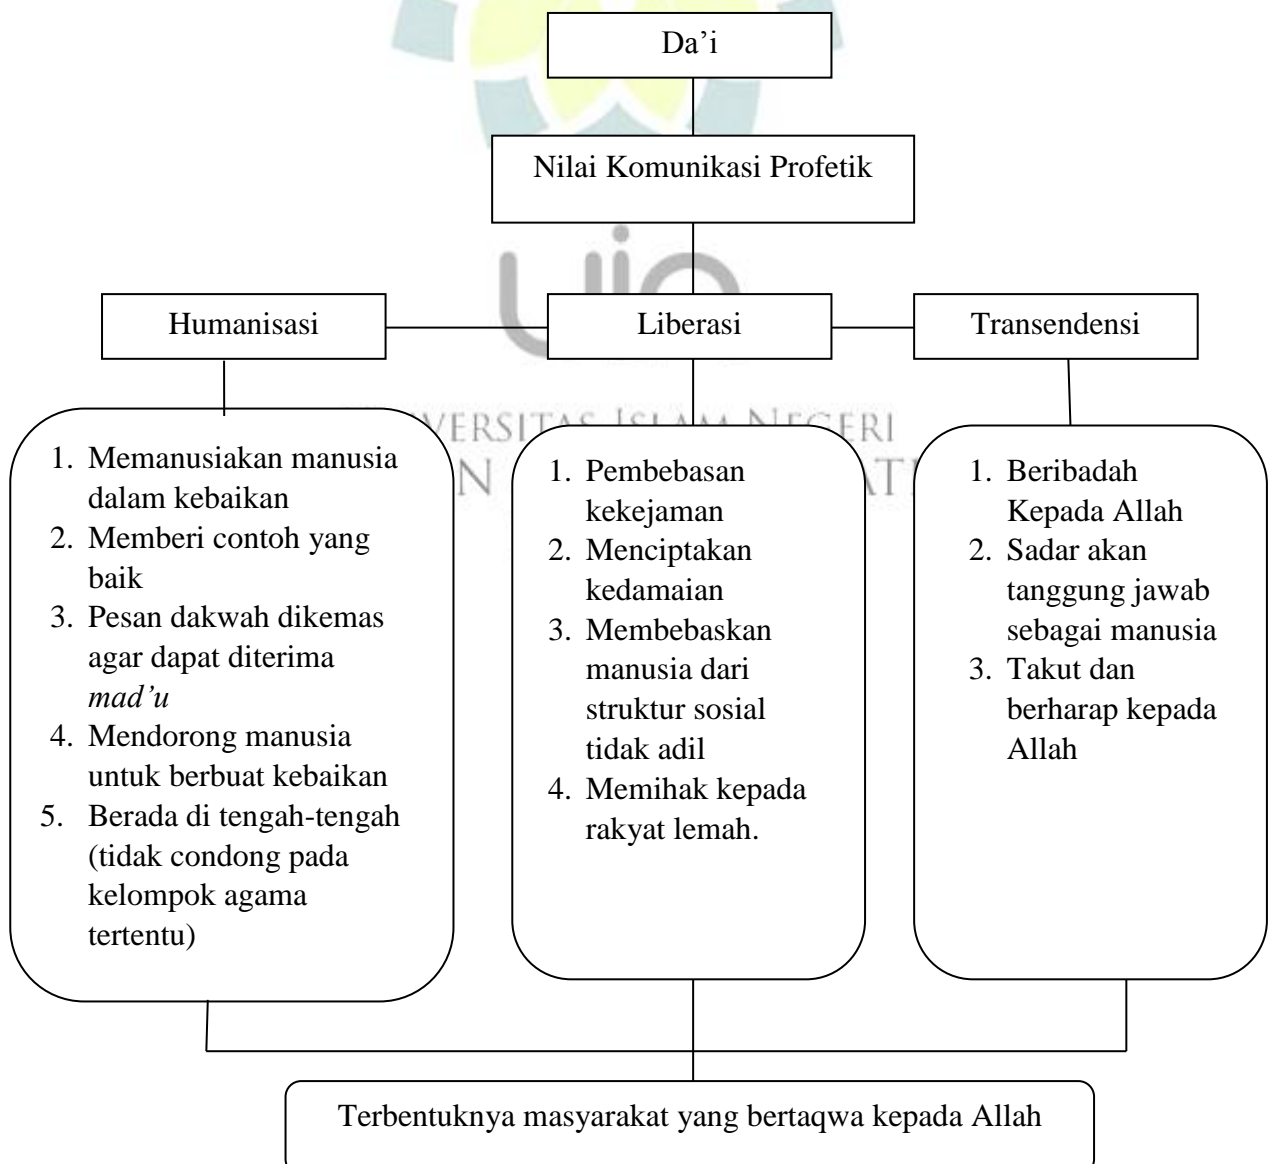 Da’i
Nilai Komunikasi Profetik
Humanisasi
Liberasi
Transendensi
1. Memanusiakan manusia
dalam kebaikan
2. Memberi contoh yang
baik
3. Pesan dakwah dikemas
agar dapat diterima
mad’u
4. Mendorong manusia
untuk berbuat kebaikan
5. Berada di tengah-tengah
(tidak condong pada
kelompok agama
tertentu)
1. Pembebasan
kekejaman
2. Menciptakan
kedamaian
3. Membebaskan
manusia dari
struktur sosial
tidak adil
4. Memihak kepada
rakyat lemah.
1. Beribadah
Kepada Allah
2. Sadar akan
tanggung jawab
sebagai manusia
3. Takut dan
berharap kepada
Allah
Terbentuknya masyarakat yang bertaqwa kepada Allah